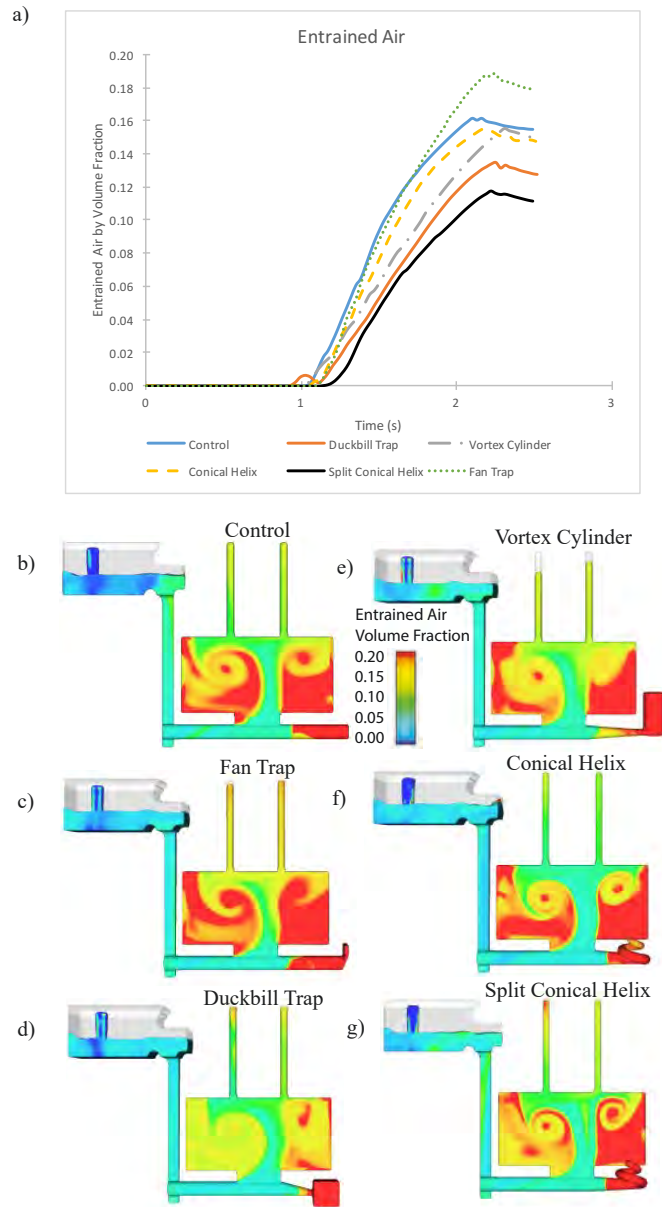 a)
Entrained Air
Entrained Air by Volume Fraction
0.20
0.18
0.16
0.14
0.12
0.10
0.08
0.06
0.04
0.02
0.00
0 1 2 3
Time (s)
Control Duckbill Trap Vortex Cylinder
Conical Helix Split Conical Helix Fan Trap
b) Control
e) Vortex Cylinder
Entrained Air
Volume Fraction
0.20
0.15
0.10
0.05
0.00
c) Fan Trap
f) Conical Helix
d) Duckbill Trap
g) Split Conical Helix